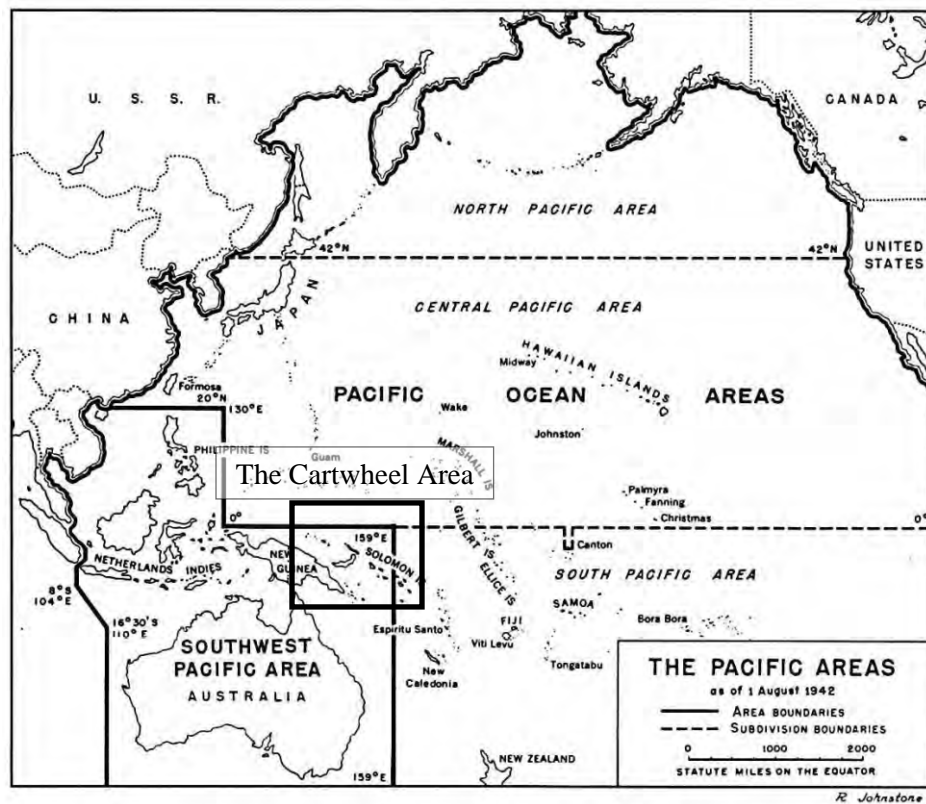 U. S. S. R.
CANADA
NORTH PACIFIC AREA
42°N
42°N
UNITED
STATES
CENTRAL PACIFIC AREA
CHINA
JAPAN
HAWAIIAN ISLANDS
Midway
Formosa
20°N
130°E
PACIFIC OCEAN AREAS
Wake
Johnston
MARSHALL IS
PHILIPPINE IS
Guam
The Cartwheel Area
Palmyra
Fanning
Christmas
0°
0°
159°E
GILBERT IS
ELLICE IS
Canton
NEW
GUINEA
SOLOMON IS
NETHERLANDS INDIES
SOUTH PACIFIC AREA
8°S
104°E
SAMOA
16°30'S
110°E
Espiritu Santo
FIJI
Viti Levu
Bora Bora
SOUTHWEST
PACIFIC AREA
AUSTRALIA
New
Caledonia
Tongatabu
NEW ZEALAND
159°E
THE PACIFIC AREAS
as of 1 August 1942
AREA BOUNDARIES
SUBDIVISION BOUNDARIES
0 1000 2000
STATUTE MILES ON THE EQUATOR
R. Johnstone